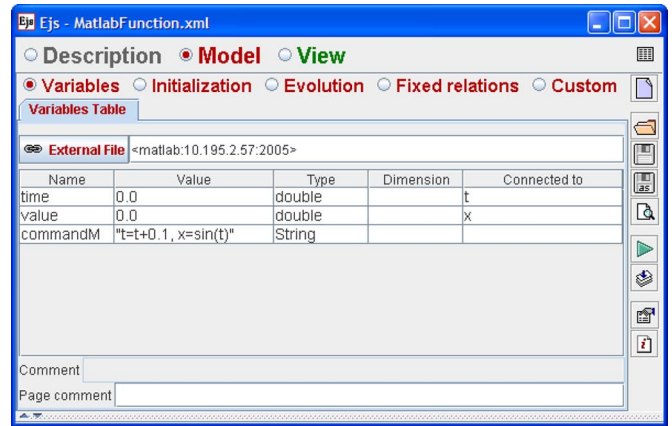 Ejs Ejs - MatlabFunction.xml
Description Model View
Variables Initialization Evolution Fixed relations Custom
Variables Table
External File <matlab:10.195.2.57:2005>
Name Value Type Dimension Connected to
time 0.0 double t
value 0.0 double x
commandM "t=t+0.1, x=sin(t)" String
as
Comment
Page comment